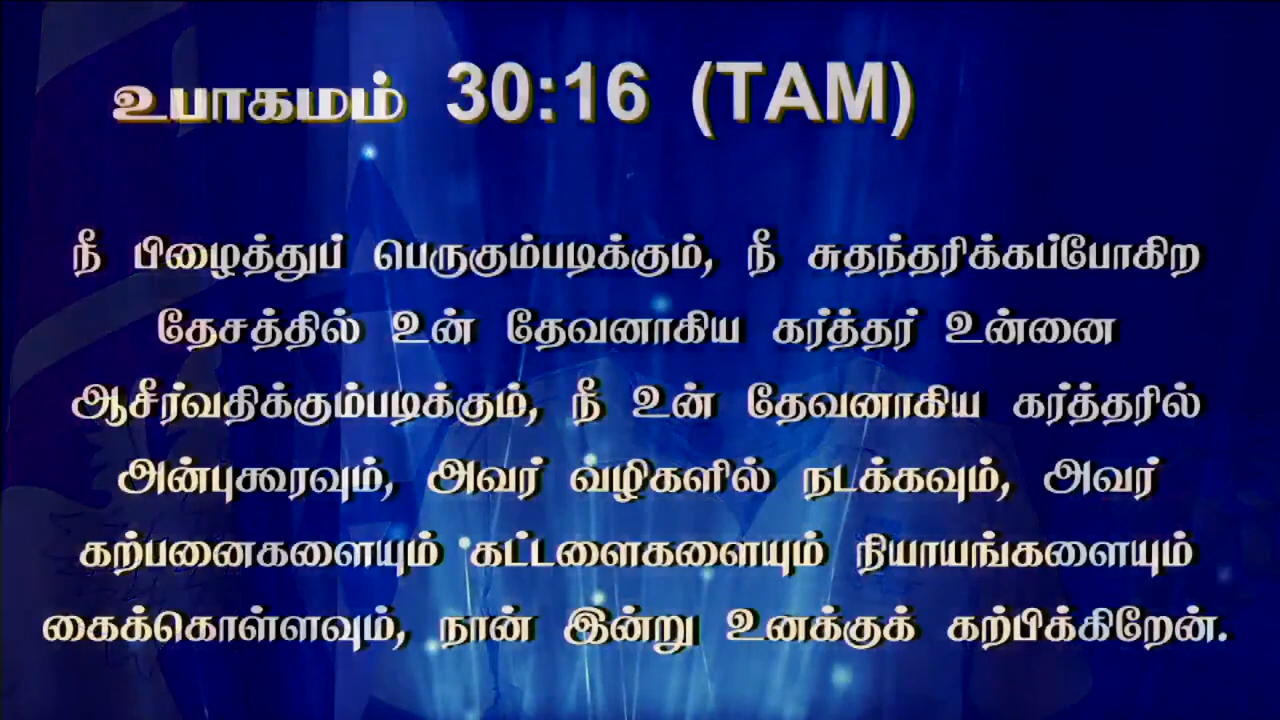 உபாகமம் 30:16 (TAM)
நீ பிழைத்துப் பெருகும்படிக்கும், நீ சுதந்தரிக்கப்போகிற
தேசத்தில் உன் தேவனாகிய கர்த்தர் உன்னை
ஆசீர்வதிக்கும்படிக்கும், நீ உன் தேவனாகிய கர்த்தரில்
அன்புகூரவும், அவர் வழிகளில் நடக்கவும், அவர்
கற்பனைகளையும் கட்டளைகளையும் நியாயங்களையும்
கைக்கொள்ளவும், நான் இன்று உனக்குக் கற்பிக்கிறேன்.